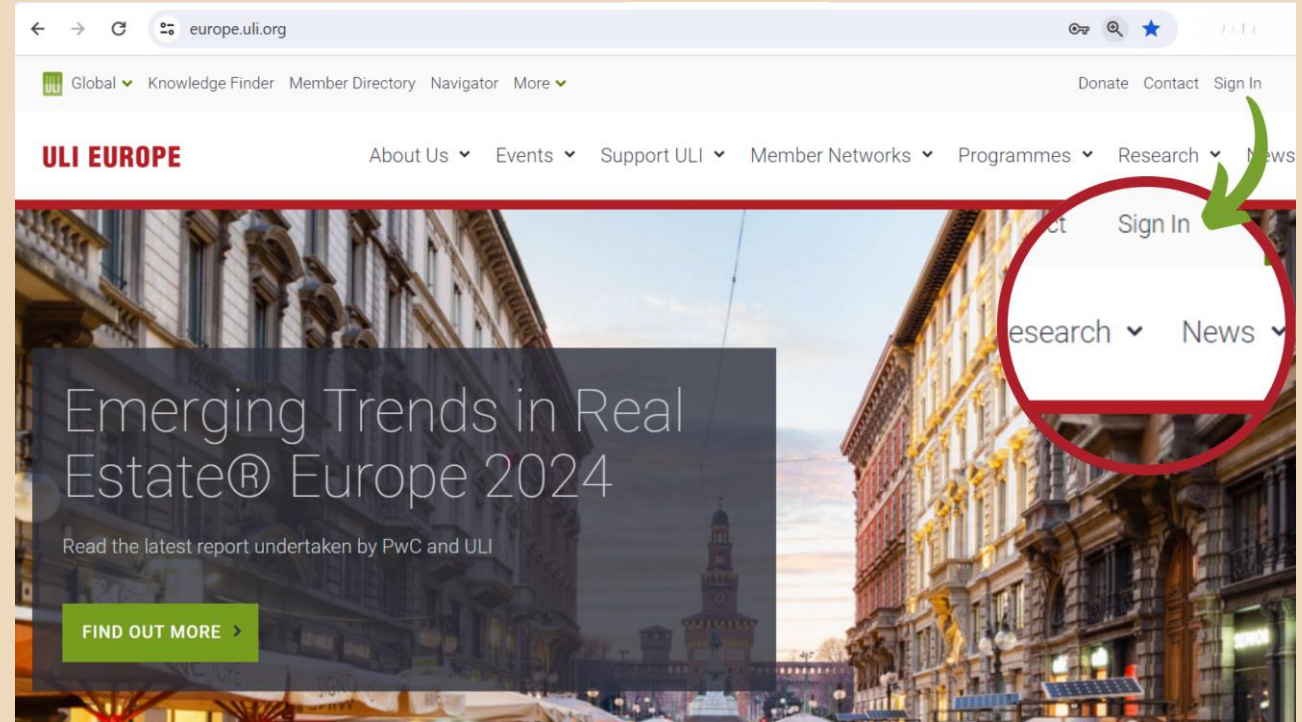 europe.uli.org
ULI Global Knowledge Finder Member Directory Navigator More Donate Contact Sign In
ULI EUROPE About Us Events Support ULI Member Networks Programmes Research News
ct Sign In
esearch News
Emerging Trends in Real
Estate® Europe 2024
Read the latest report undertaken by PwC and ULI
FIND OUT MORE